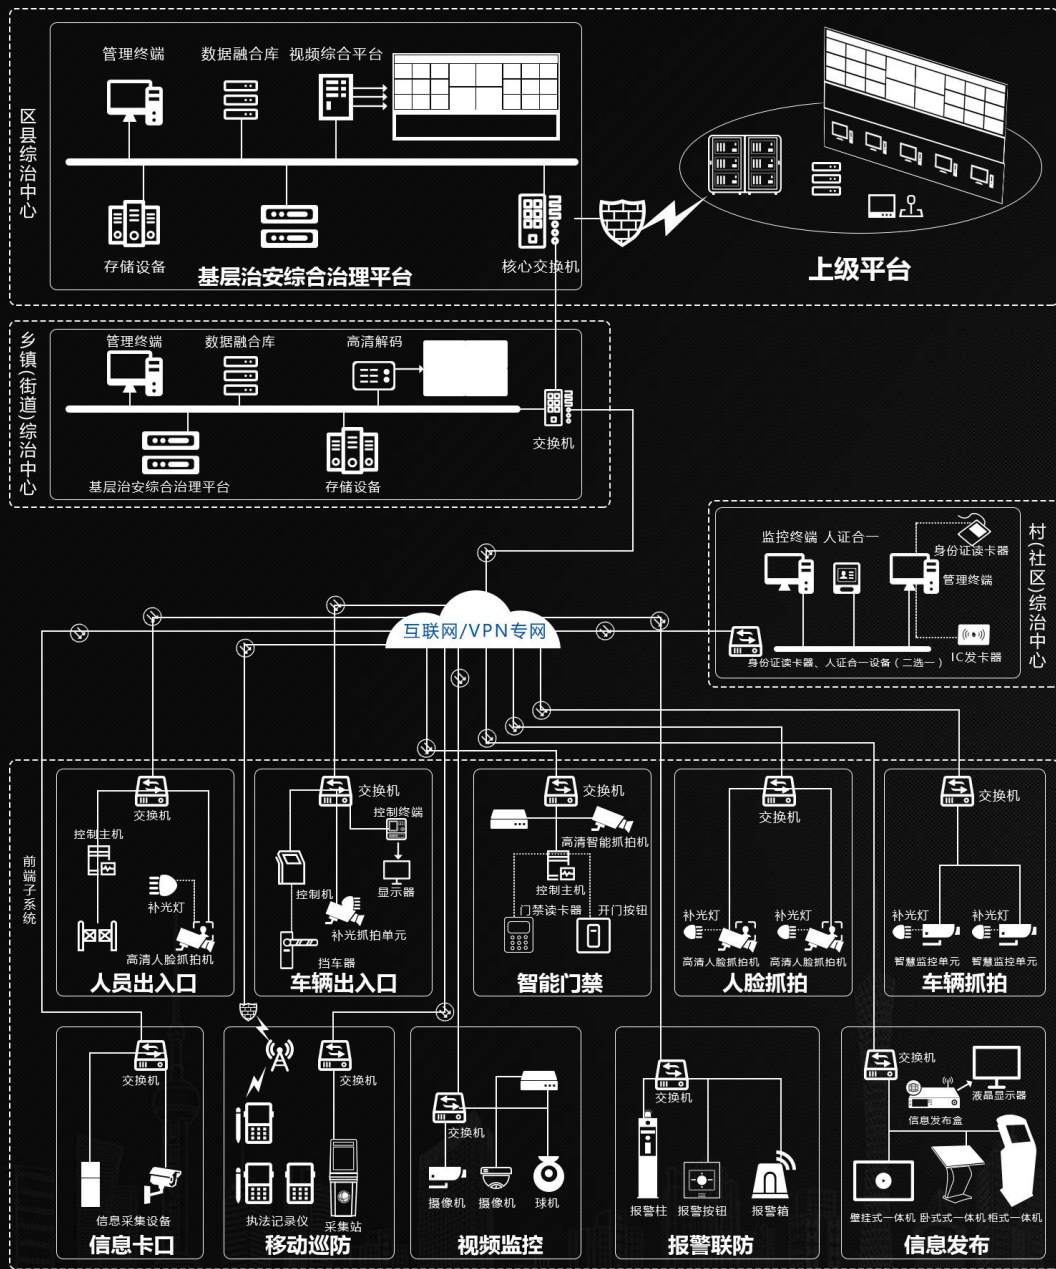 区县综治中心
管理终端
数据融合库
视频综合平台
存储设备
基层治安综合治理平台
核心交换机
上级平台
乡镇(街道)综治中心
管理终端
数据融合库
高清解码
交换机
基层治安综合治理平台
存储设备
村(社区)综治中心
监控终端 人证合一
身份证读卡器
管理终端
IC发卡器
身份证读卡器、人证合一设备(二选一)
互联网/VPN专网
前端子系统
交换机
控制主机
补光灯
高清人脸抓拍机
人员出入口
交换机
控制终端
显示器
控制机
补光抓拍单元
挡车器
车辆出入口
交换机
高清智能抓拍机
控制主机
门禁读卡器
开门按钮
智能门禁
交换机
补光灯
补光灯
高清人脸抓拍机
高清人脸抓拍机
人脸抓拍
交换机
补光灯
补光灯
智慧监控单元
智慧监控单元
车辆抓拍
交换机
信息采集设备
信息卡口
交换机
执法记录仪
采集站
移动巡防
交换机
摄像机
摄像机
球机
视频监控
交换机
报警柱
报警按钮
报警箱
报警联防
交换机
液晶显示器
信息发布盒
壁挂式一体机
卧式式一体机
柜式一体机
信息发布